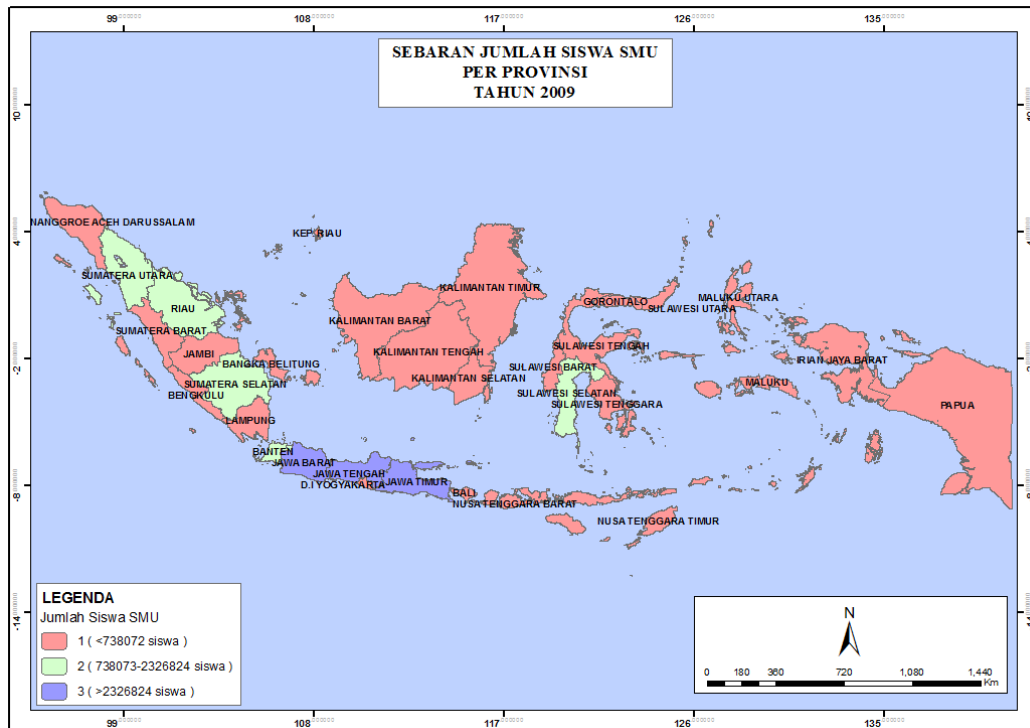 99
108
117
126
135
SEBARAN JUMLAH SISWA SMU
PER PROVINSI
TAHUN 2009
NANGGROE ACEH DARUSSALAM
KEP RIAU
SUMATERA UTARA
RIAU
SUMATERA BARAT
JAMBI
BANGKA BELITUNG
SUMATERA SELATAN
BENGKULU
LAMPUNG
KALIMANTAN TIMUR
KALIMANTAN BARAT
KALIMANTAN TENGAH
KALIMANTAN SELATAN
GORONTALO
SULAWESI UTARA
MALUKU UTARA
SULAWESI TENGAH
SULAWESI BARAT
SULAWESI SELATAN
SULAWESI TENGGARA
IRIAN JAYA BARAT
MALUKU
PAPUA
BANTEN
JAWA BARAT
JAWA TENGAH
D.I YOGYAKARTA
JAWA TIMUR
BALI
NUSA TENGGARA BARAT
NUSA TENGGARA TIMUR
10
4
-2
-8
-14
LEGENDA
Jumlah Siswa SMU
1 ( <738072 siswa )
2 ( 738073-2326824 siswa )
3 ( >2326824 siswa )
N
0 180 360 720 1,080 1,440
Km
99
108
117
126
135